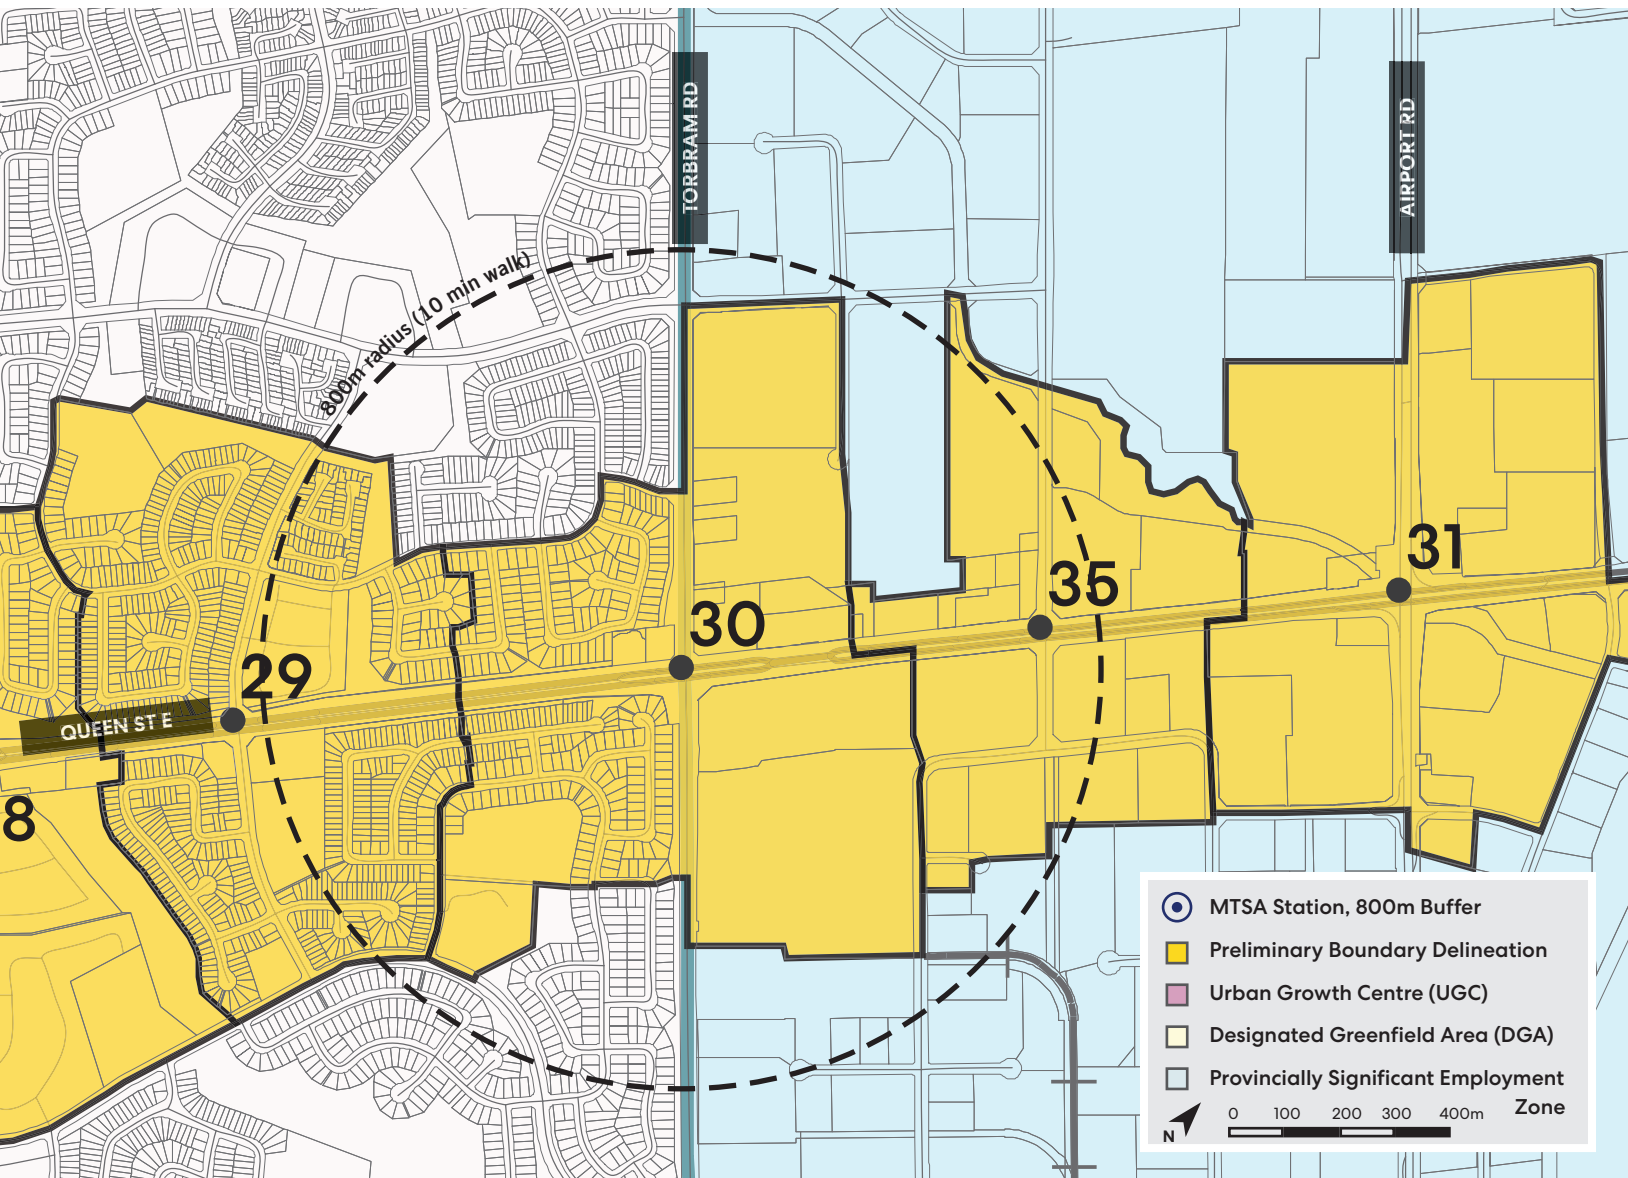 TORBRAM RD
AIRPORT RD
800m radius (10 min walk)
31
35
30
29
QUEEN ST E
8
MTSA Station, 800m Buffer
Preliminary Boundary Delineation
Urban Growth Centre (UGC)
Designated Greenfield Area (DGA)
Provincially Significant Employment
Zone
0 100 200 300 400m
N